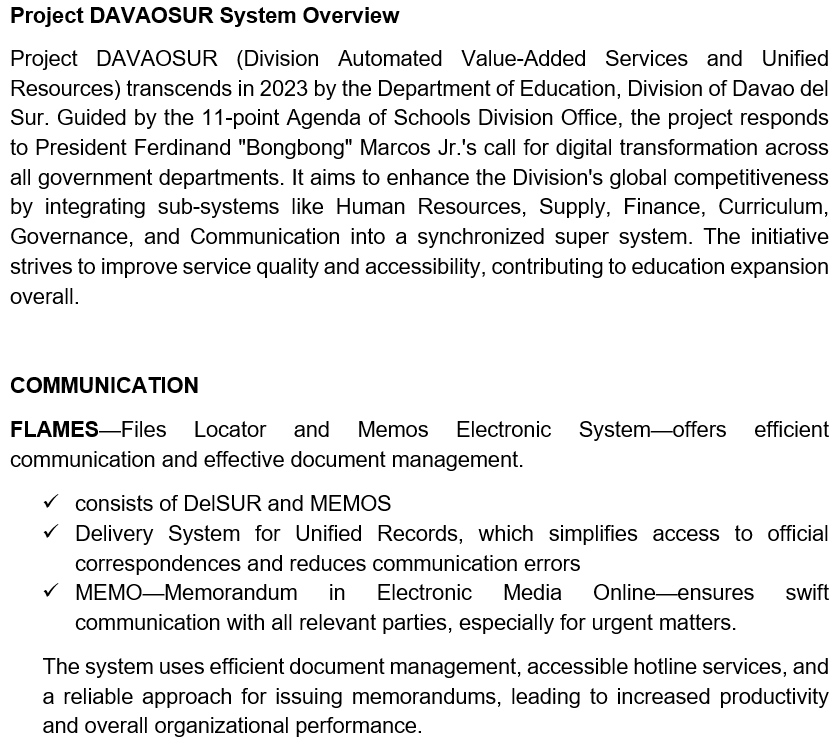 Project DAVAOSUR System Overview
Project DAVAOSUR (Division Automated Value-Added Services and Unified
Resources) transcends in 2023 by the Department of Education, Division of Davao del
Sur. Guided by the 11-point Agenda of Schools Division Office, the project responds
to President Ferdinand "Bongbong" Marcos Jr.'s call for digital transformation across
all government departments. It aims to enhance the Division's global competitiveness
by integrating sub-systems like Human Resources, Supply, Finance, Curriculum,
Governance, and Communication into a synchronized super system. The initiative
strives to improve service quality and accessibility, contributing to education expansion
overall.
COMMUNICATION
FLAMES—Files Locator and Memos Electronic System—offers efficient
communication and effective document management.
✓ consists of DelSUR and MEMOS
✓ Delivery System for Unified Records, which simplifies access to official
correspondences and reduces communication errors
✓ MEMO—Memorandum in Electronic Media Online—ensures swift
communication with all relevant parties, especially for urgent matters.
The system uses efficient document management, accessible hotline services, and
a reliable approach for issuing memorandums, leading to increased productivity
and overall organizational performance.